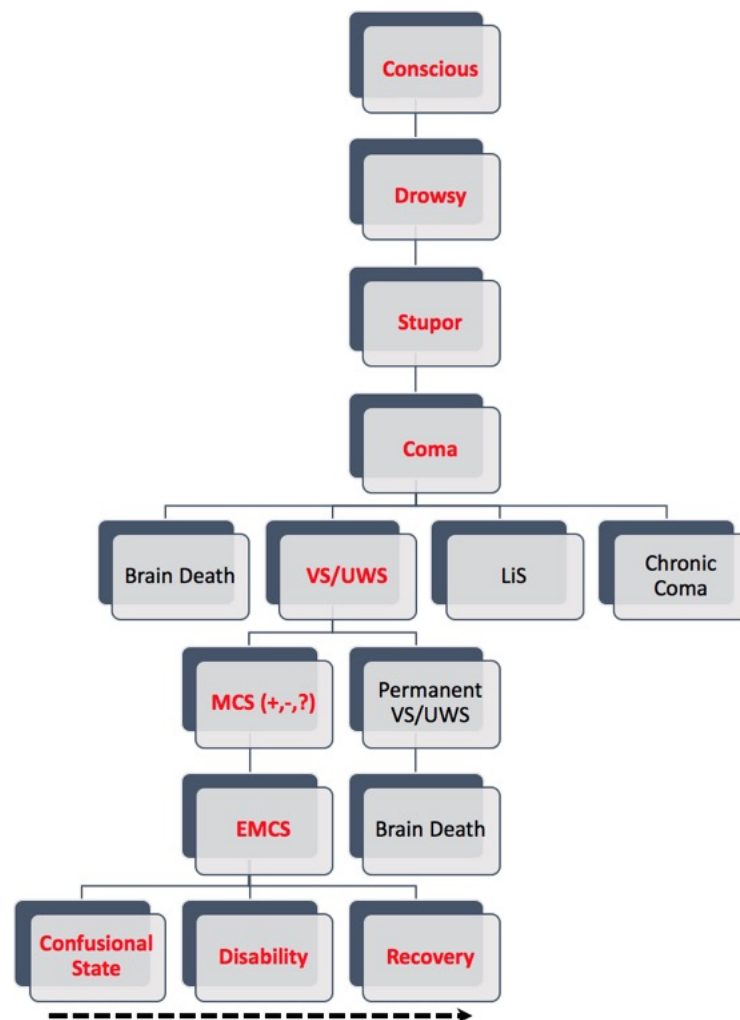 Conscious
Drowsy
Stupor
Coma
Brain Death
VS/UWS
LiS
Chronic
Coma
MCS (+,-,?)
Permanent
VS/UWS
EMCS
Brain Death
Confusional
State
Disability
Recovery